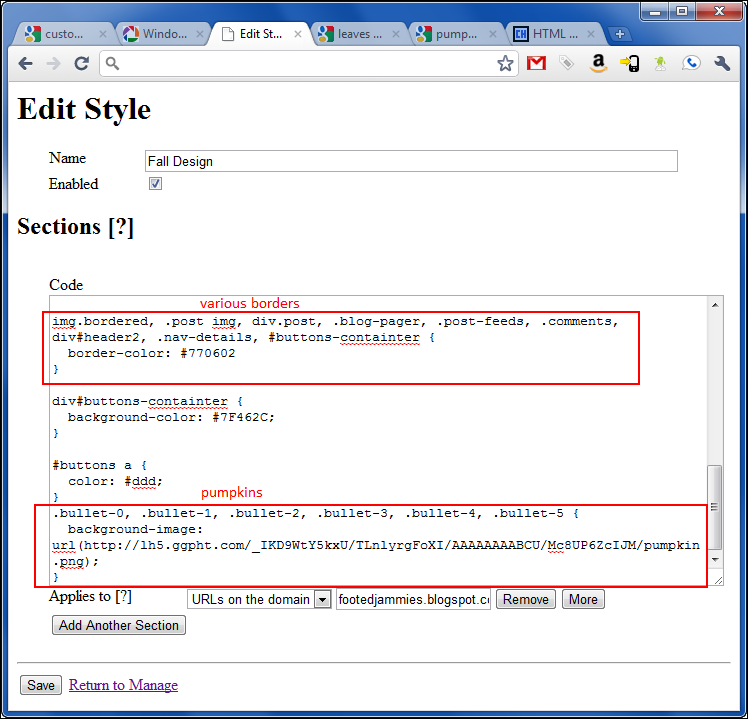 custo...
Windo...
Edit St...
leaves
pump...
HTML ...
Edit Style
Name
Fall Design
Enabled
Sections [?]
Code
various borders
img.bordered, .post img, div.post, .blog-pager, .post-feeds, .comments,
div#header2, .nav-details, #buttons-containter {
border-color: #770602
}
div#buttons-containter {
background-color: #7F462C;
}
#buttons a {
color: #ddd;
}
pumpkins
.bullet-0, .bullet-1, .bullet-2, .bullet-3, .bullet-4, .bullet-5 {
background-image:
url(http://lh5.ggpht.com/_IKD9WtY5kxU/TLnlyrgFoXI/AAAAAAAABCU/Mc8UP6ZcIJM/pumpkin
.png);
}
Applies to [?]
URLs on the domain
footedjammies.blogspot.co
Remove
More
Add Another Section
Save
Return to Manage